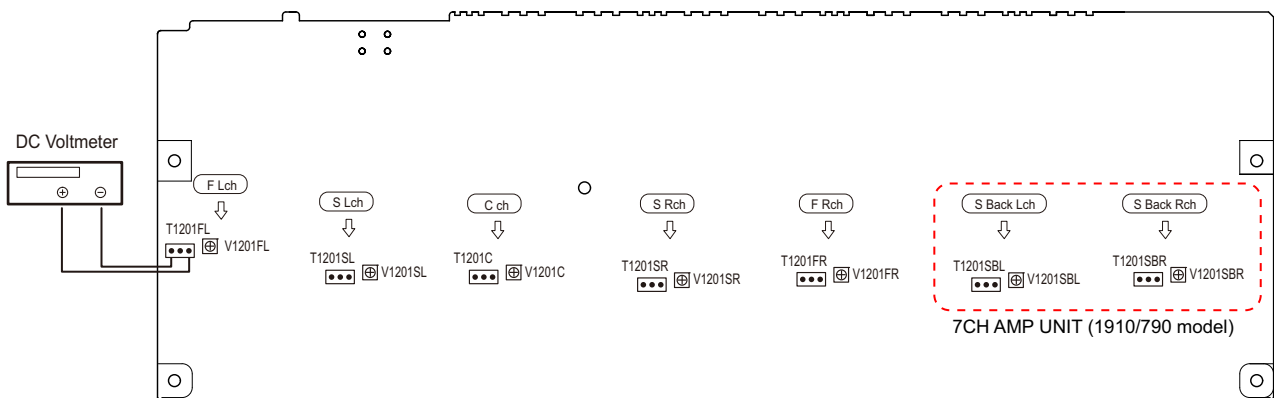 DC Voltmeter
F Lch
S Lch
C ch
S Rch
F Rch
S Back Lch
S Back Rch
T1201FL
V1201FL
T1201SL
V1201SL
T1201C
V1201C
T1201SR
V1201SR
T1201FR
V1201FR
T1201SBL
V1201SBL
T1201SBR
V1201SBR
7CH AMP UNIT (1910/790 model)